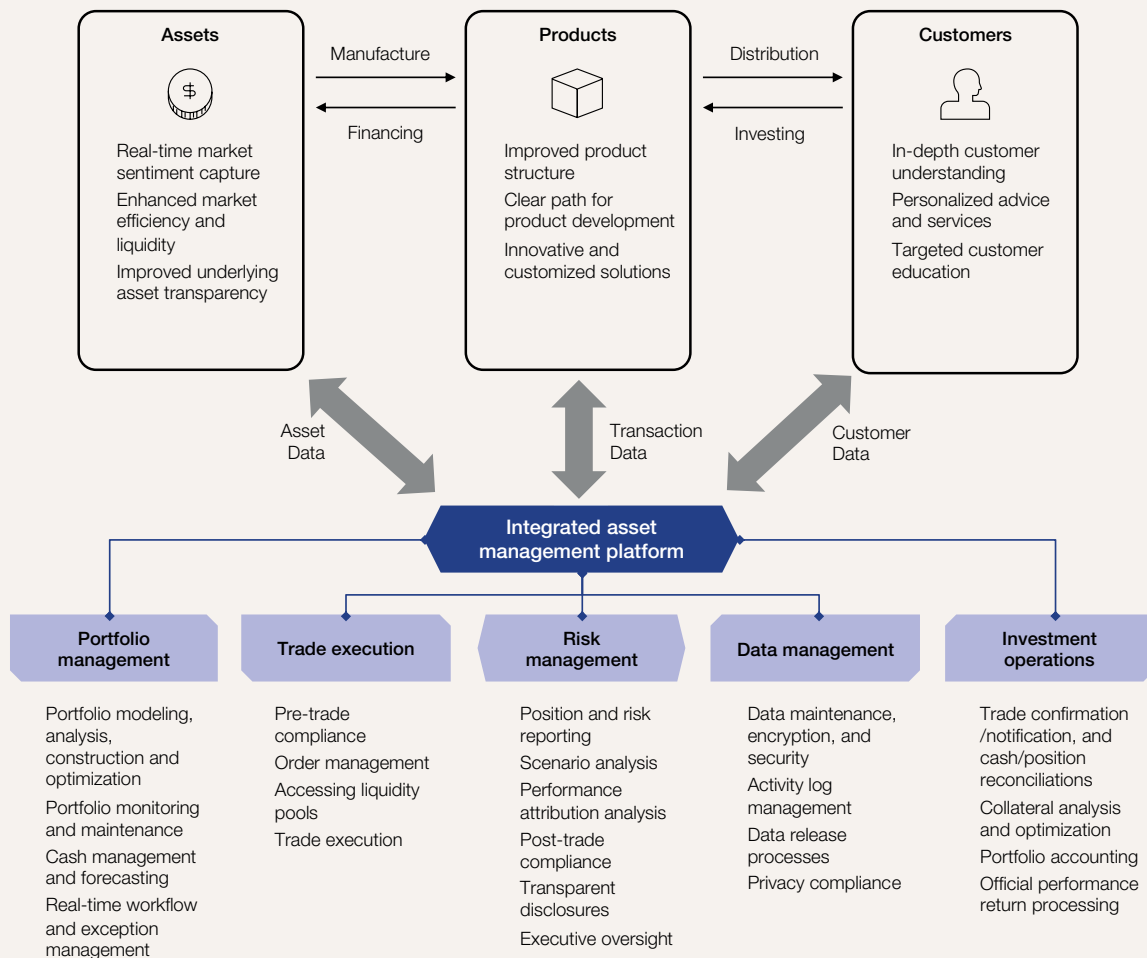 Assets
Manufacture
Financing
$
Real-time market
sentiment capture
Enhanced market
efficiency and
liquidity
Improved underlying
asset transparency
Products
Distribution
Investing
Improved product
structure
Clear path for
product development
Innovative and
customized solutions
Customers
In-depth customer
understanding
Personalized advice
and services
Targeted customer
education
Asset
Data
Transaction
Data
Customer
Data
Integrated asset
management platform
Portfolio
management
Portfolio modeling,
analysis,
construction and
optimization
Portfolio monitoring
and maintenance
Cash management
and forecasting
Real-time workflow
and exception
management
Trade execution
Pre-trade
compliance
Order management
Accessing liquidity
pools
Trade execution
Risk
management
Position and risk
reporting
Scenario analysis
Performance
attribution analysis
Post-trade
compliance
Transparent
disclosures
Executive oversight
Data management
Data maintenance,
encryption, and
security
Activity log
management
Data release
processes
Privacy compliance
Investment
operations
Trade confirmation
/notification, and
cash/position
reconciliations
Collateral analysis
and optimization
Portfolio accounting
Official performance
return processing